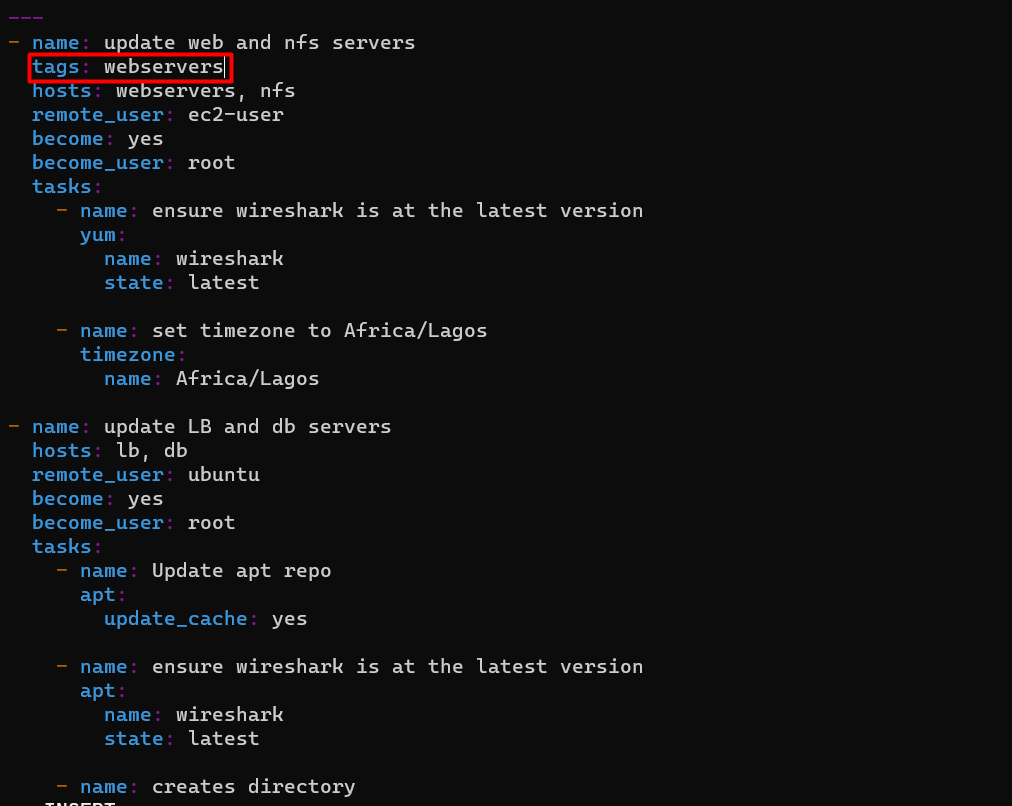 ---
- name: update web and nfs servers
  tags: webservers
  hosts: webservers, nfs
  remote_user: ec2-user
  become: yes
  become_user: root
  tasks:
    - name: ensure wireshark is at the latest version
      yum:
        name: wireshark
        state: latest

    - name: set timezone to Africa/Lagos
      timezone:
        name: Africa/Lagos

- name: update LB and db servers
  hosts: lb, db
  remote_user: ubuntu
  become: yes
  become_user: root
  tasks:
    - name: Update apt repo
      apt:
        update_cache: yes

    - name: ensure wireshark is at the latest version
      apt:
        name: wireshark
        state: latest

    - name: creates directory
-- INSERT --